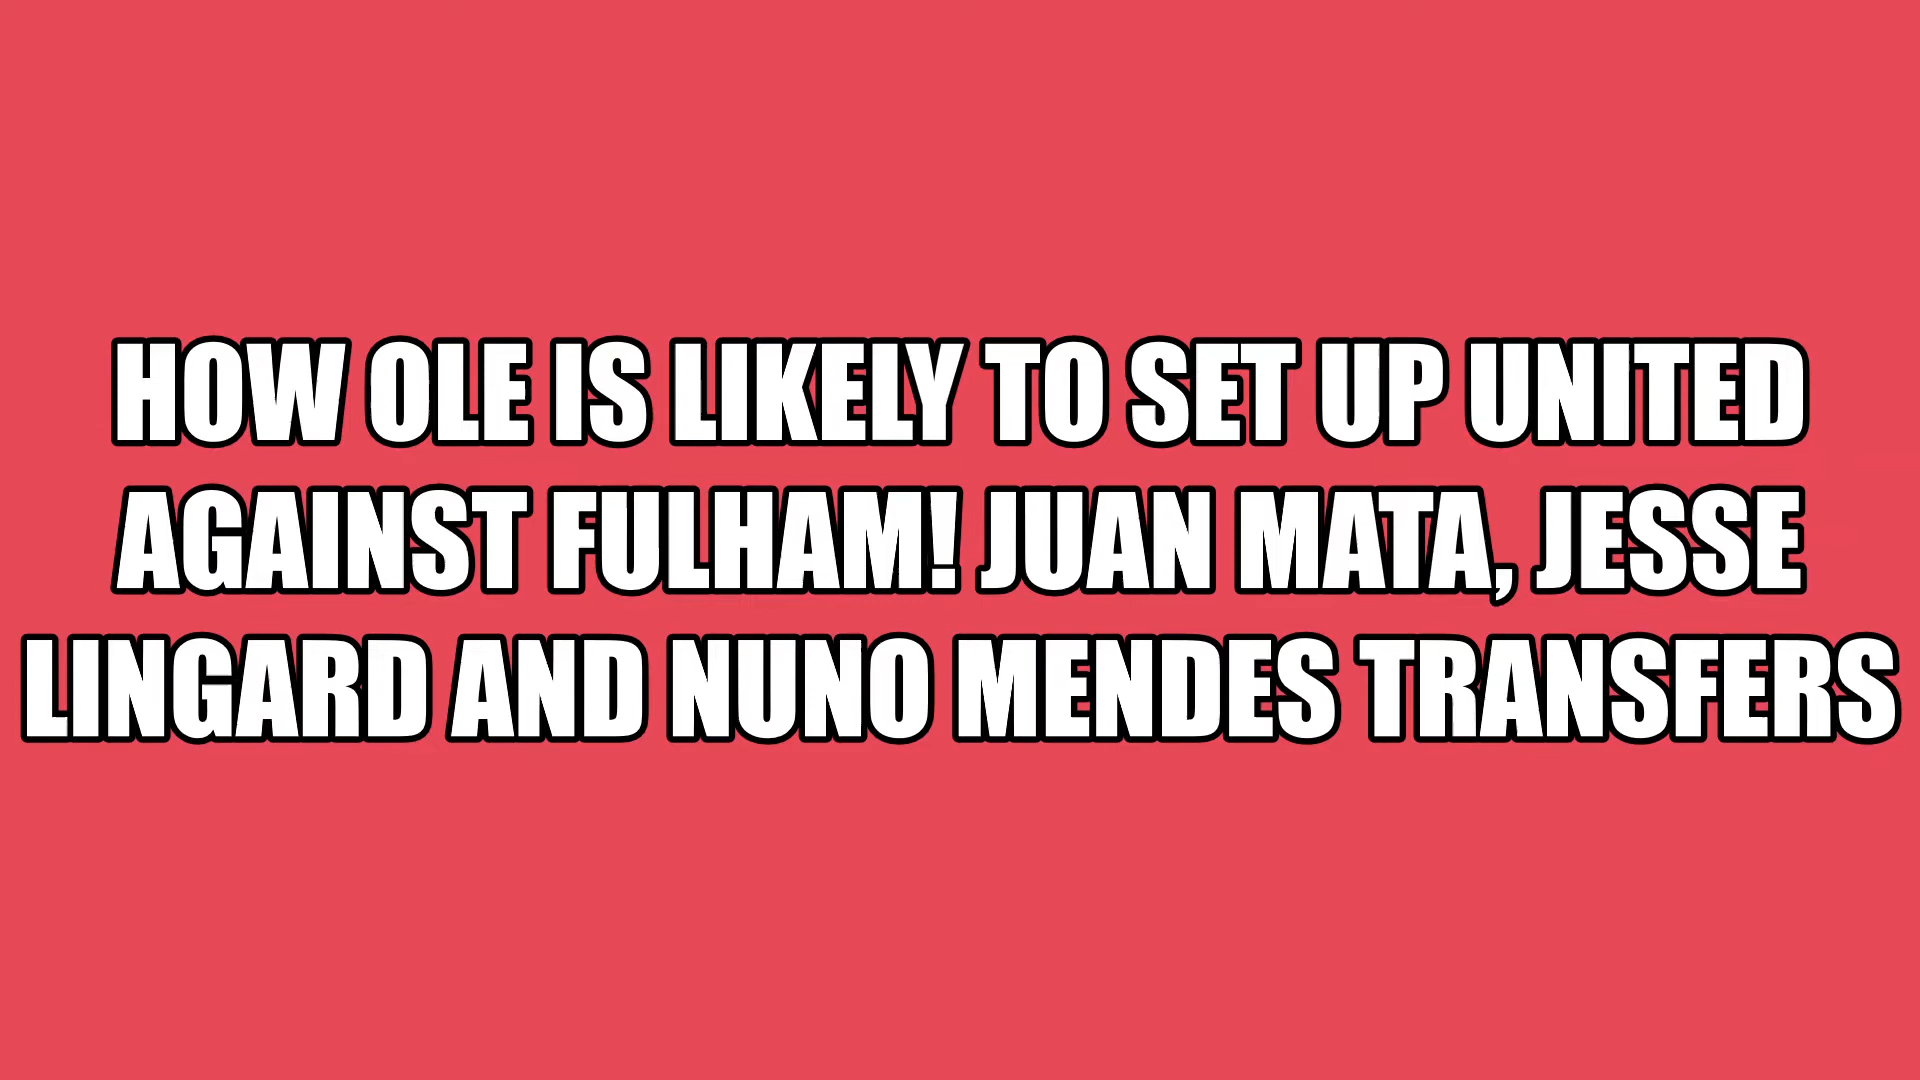 HOW OLE IS LIKELY TO SET UP UNITED
AGAINST FULHAM! JUAN MATA, JESSE
LINGARD AND NUNO MENDES TRANSFERS